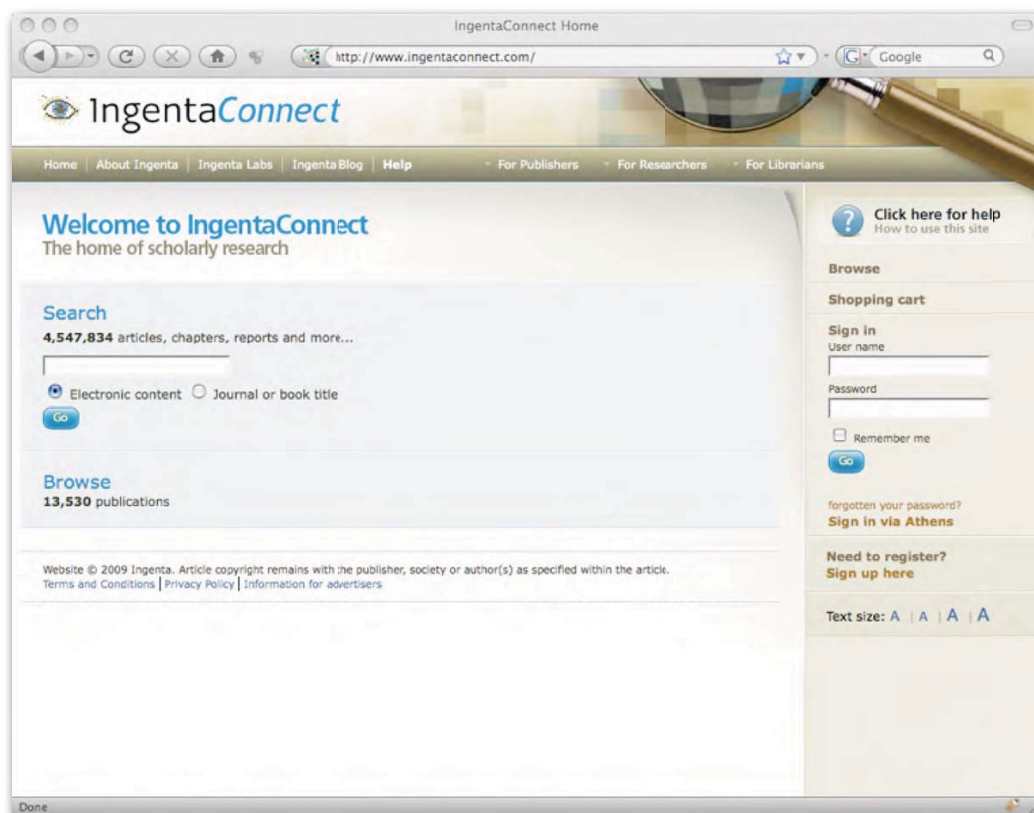 IngentaConnect Home
http://www.ingentaconnect.com/
Google
IngentaConnect
Home | About Ingenta | Ingenta Labs | IngentaBlog | Help For Publishers For Researchers For Librarians
Welcome to IngentaConnect
The home of scholarly research
Search
4,547,834 articles, chapters, reports and more...
Electronic content Journal or book title
Go
Browse
13,530 publications
Website © 2009 Ingenta. Article copyright remains with the publisher, society or author(s) as specified within the article.
Terms and Conditions | Privacy Policy | Information for advertisers
Click here for help
How to use this site
Browse
Shopping cart
Sign in
User name
Password
Remember me
Go
forgotten your password?
Sign in via Athens
Need to register?
Sign up here
Text size: A | A | A | A
Done